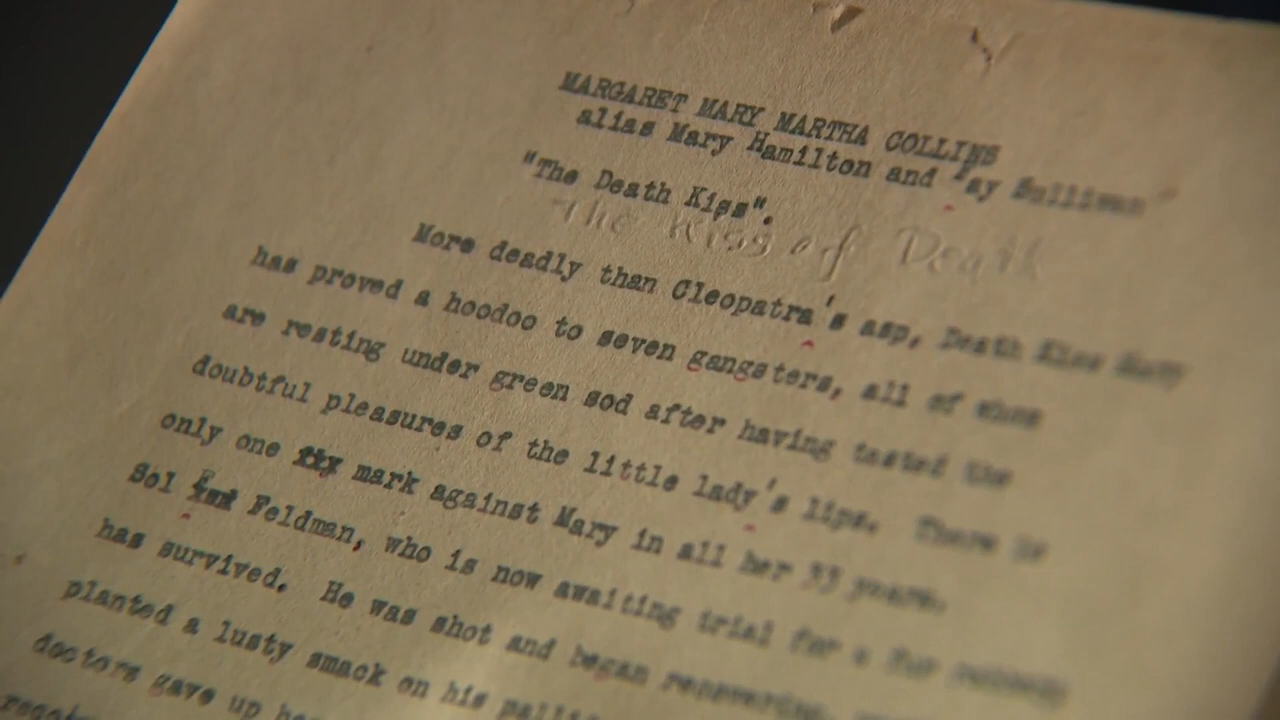 MARGARET MARY MARTHA COLLINS
alias Mary Hamilton and Fay Sullivan
"The Death Kiss".
The Kiss of Death
More deadly than Cleopatra's asp, Death Kiss Mary
has proved a hoodoo to seven gangsters, all of whom
are resting under green sod after having tasted the
doubtful pleasures of the little lady's lips. There is
only one mark against Mary in all her 33 years.
Sol Feldman, who is now awaiting trial for a fur robbery
has survived. He was shot and began recovering,
planted a lusty smack on his
doctors gave up